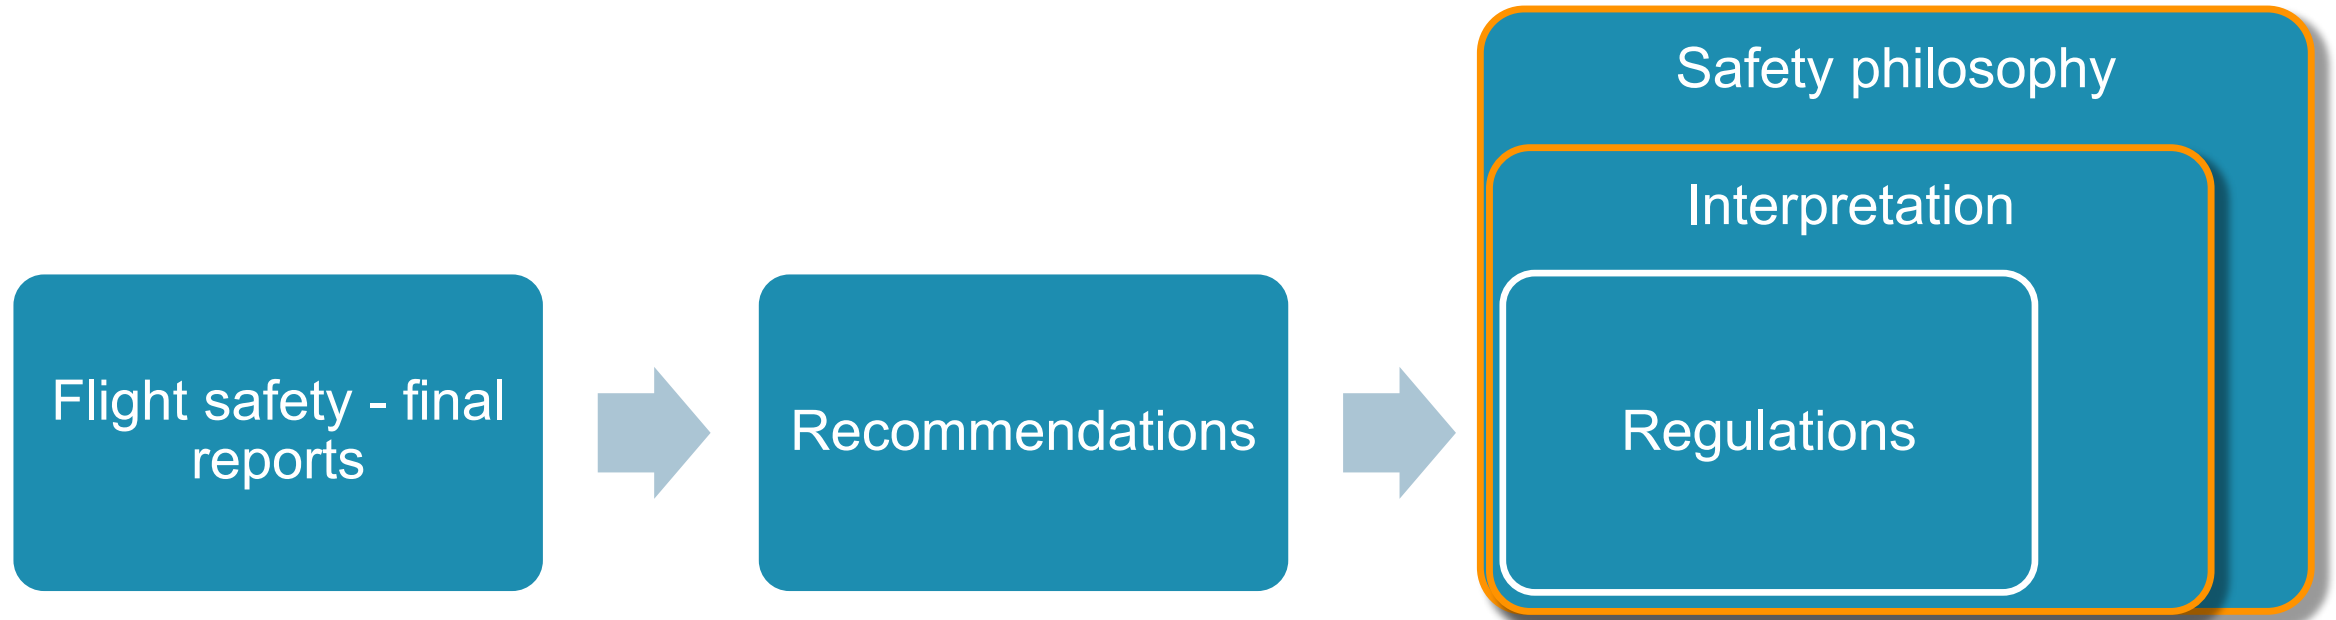 Safety philosophy
Interpretation
Flight safety - final
reports
Recommendations
Regulations